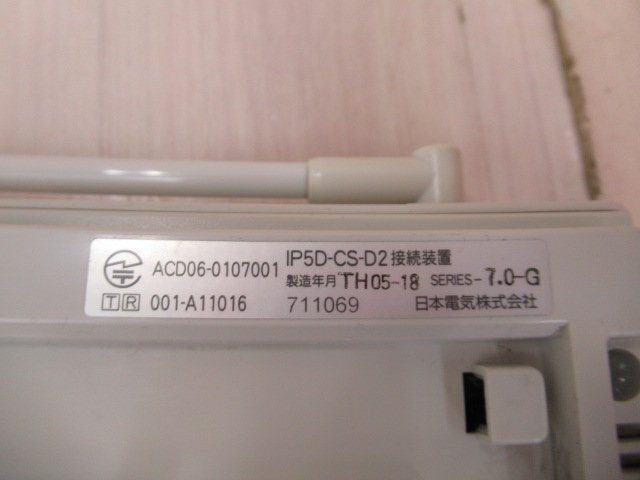 ACD06-0107001 IP5D-CS-D2 接続装置
製造年月 TH05-18 SERIES-7.0-G
T R 001-A11016 711069 日本電気株式会社